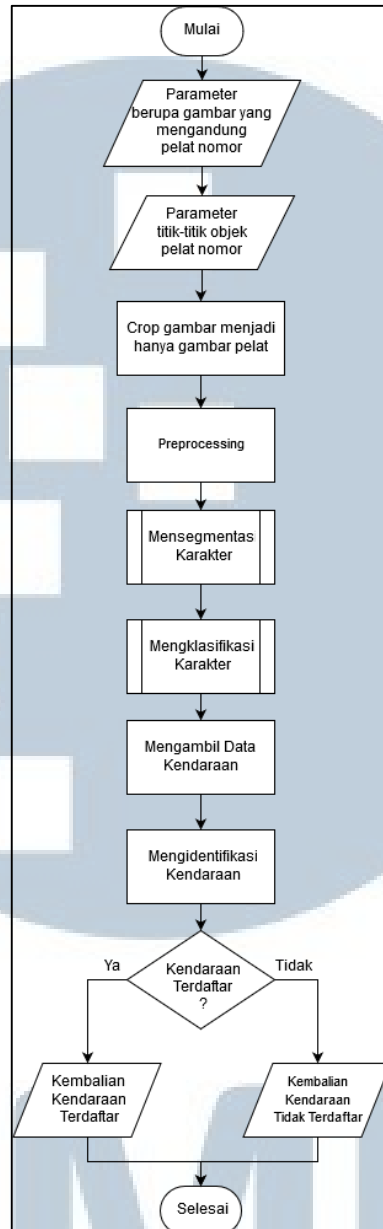 Mulai
Parameter
berupa gambar yang
mengandung
pelat nomor
Parameter
titik-titik objek
pelat nomor
Crop gambar menjadi
hanya gambar pelat
Preprocessing
Mensegmentasi
Karakter
Mengklasifikasi
Karakter
Mengambil Data
Kendaraan
Mengidentifikasi
Kendaraan
Kendaraan
Terdaftar
?
Ya
Tidak
Kembalian
Kendaraan
Terdaftar
Kembalian
Kendaraan
Tidak Terdaftar
Selesai